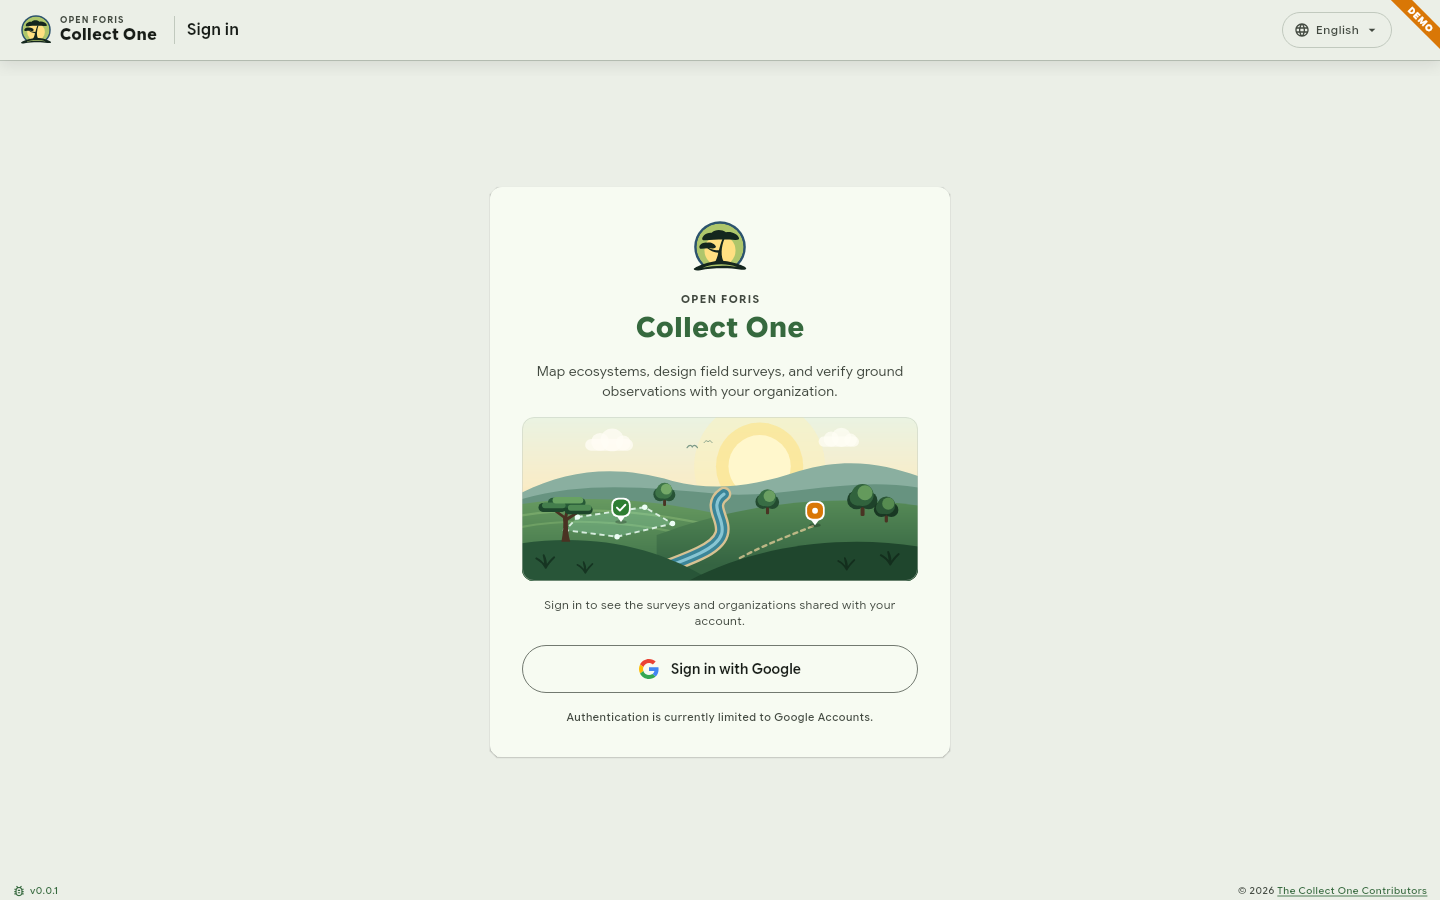 OPEN FORIS
Collect One
Sign in
English
DEMO
OPEN FORIS
Collect One
Map ecosystems, design field surveys, and verify ground
observations with your organization.
Sign in to see the surveys and organizations shared with your
account.
Sign in with Google
Authentication is currently limited to Google Accounts.
v0.0.1
© 2026 The Collect One Contributors